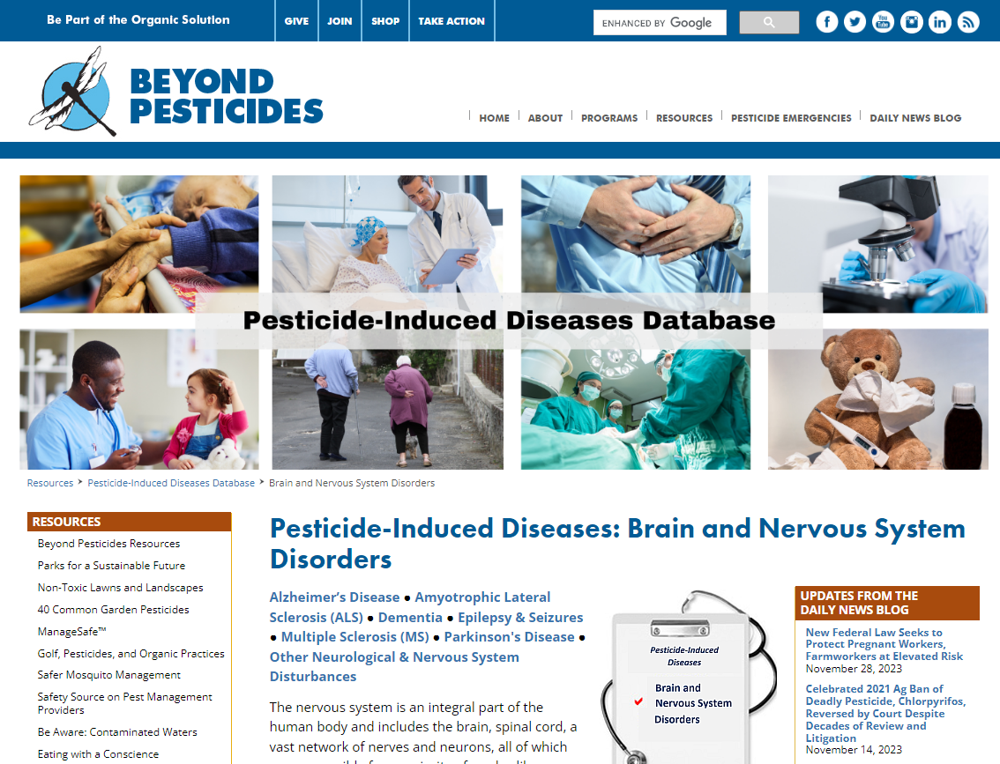 Be Part of the Organic Solution
GIVE
JOIN
SHOP
TAKE ACTION
ENHANCED BY Google
BEYOND
PESTICIDES
HOME
ABOUT
PROGRAMS
RESOURCES
PESTICIDE EMERGENCIES
DAILY NEWS BLOG
Pesticide-Induced Diseases Database
Resources > Pesticide-Induced Diseases Database > Brain and Nervous System Disorders
RESOURCES
Beyond Pesticides Resources
Parks for a Sustainable Future
Non-Toxic Lawns and Landscapes
40 Common Garden Pesticides
ManageSafe™
Golf, Pesticides, and Organic Practices
Safer Mosquito Management
Safety Source on Pest Management
Providers
Be Aware: Contaminated Waters
Eating with a Conscience
Pesticide-Induced Diseases: Brain and Nervous System
Disorders
Alzheimer’s Disease ● Amyotrophic Lateral
Sclerosis (ALS) ● Dementia ● Epilepsy & Seizures
● Multiple Sclerosis (MS) ● Parkinson's Disease ●
Other Neurological & Nervous System
Disturbances
The nervous system is an integral part of the
human body and includes the brain, spinal cord, a
vast network of nerves and neurons, all of which
Pesticide-Induced
Diseases
Brain and
Nervous System
Disorders
UPDATES FROM THE
DAILY NEWS BLOG
New Federal Law Seeks to
Protect Pregnant Workers,
Farmworkers at Elevated Risk
November 28, 2023
Celebrated 2021 Ag Ban of
Deadly Pesticide, Chlorpyrifos,
Reversed by Court Despite
Decades of Review and
Litigation
November 14, 2023